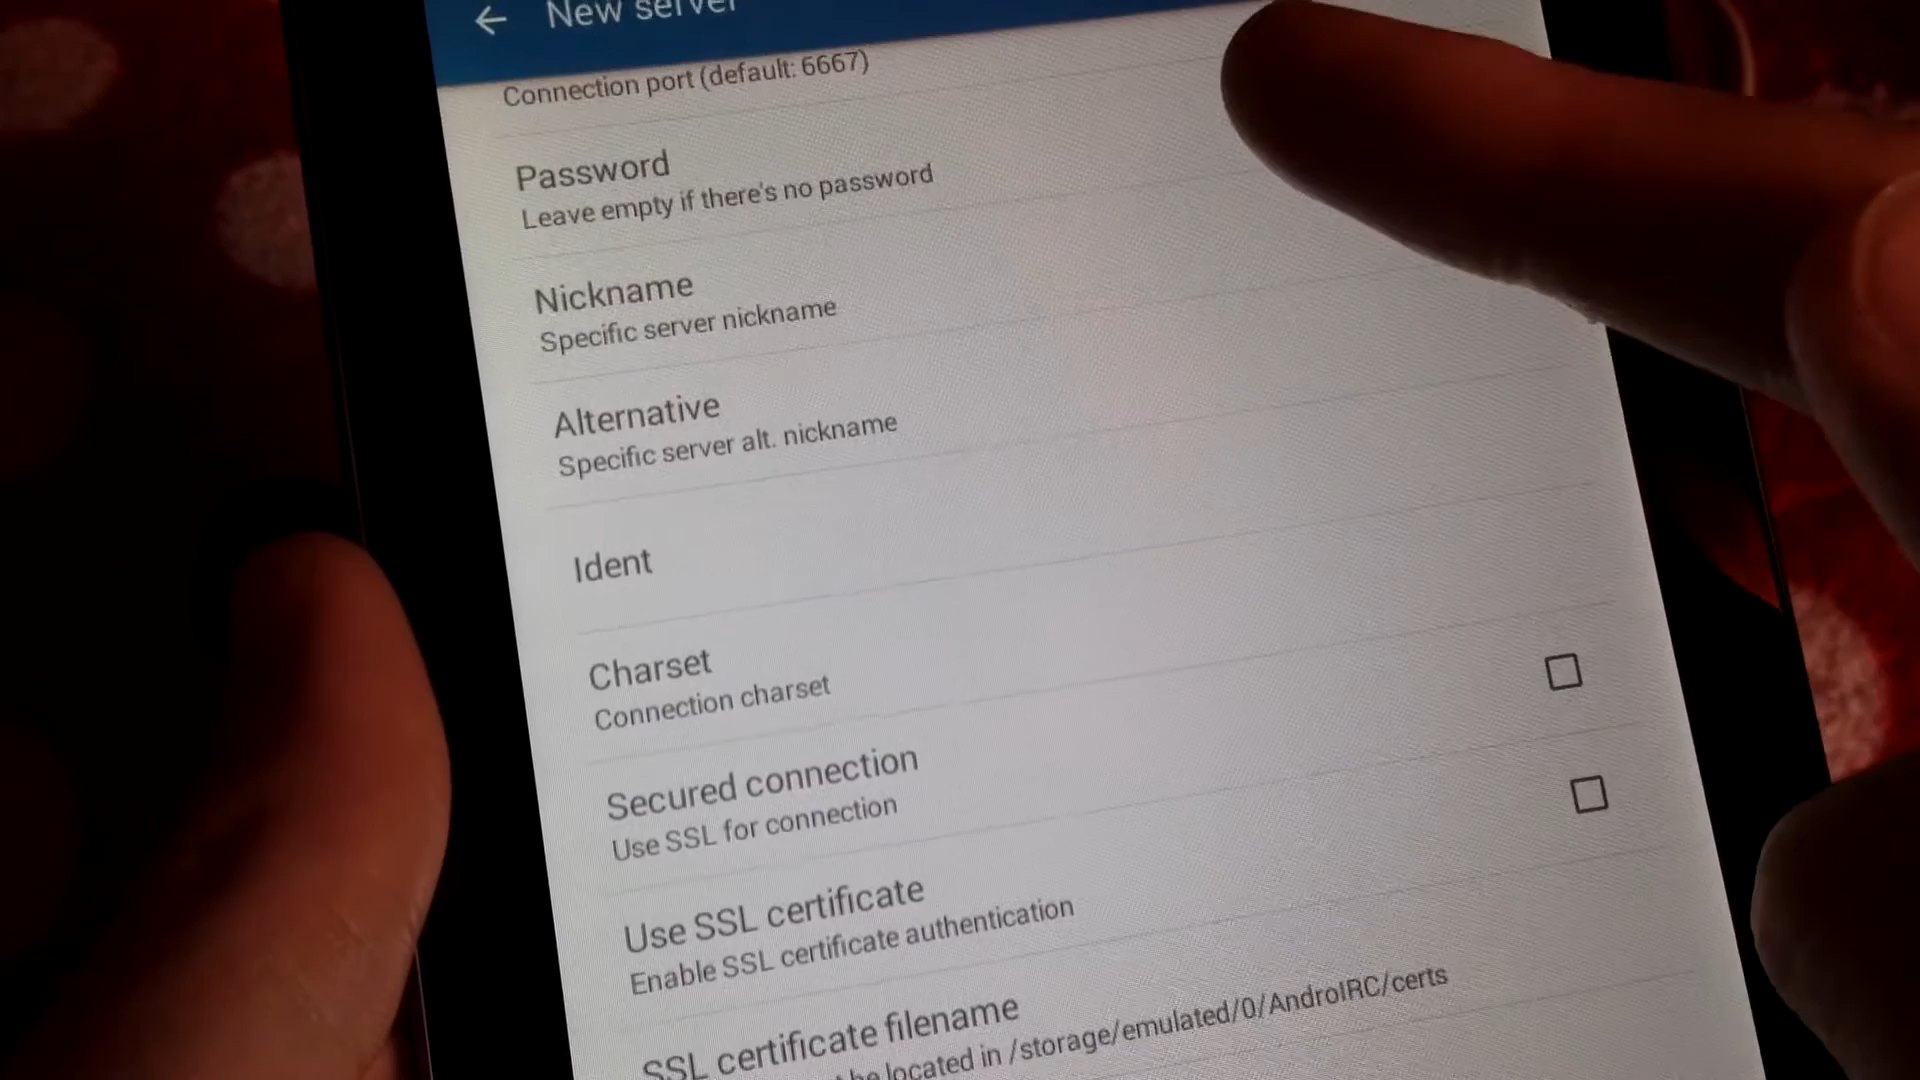 New server
Connection port (default: 6667)
Password
Leave empty if there's no password
Nickname
Specific server nickname
Alternative
Specific server alt. nickname
Ident
Charset
Connection charset
Secured connection
Use SSL for connection
Use SSL certificate
Enable SSL certificate authentication
SSL certificate filename
be located in /storage/emulated/0/AndroIRC/certs